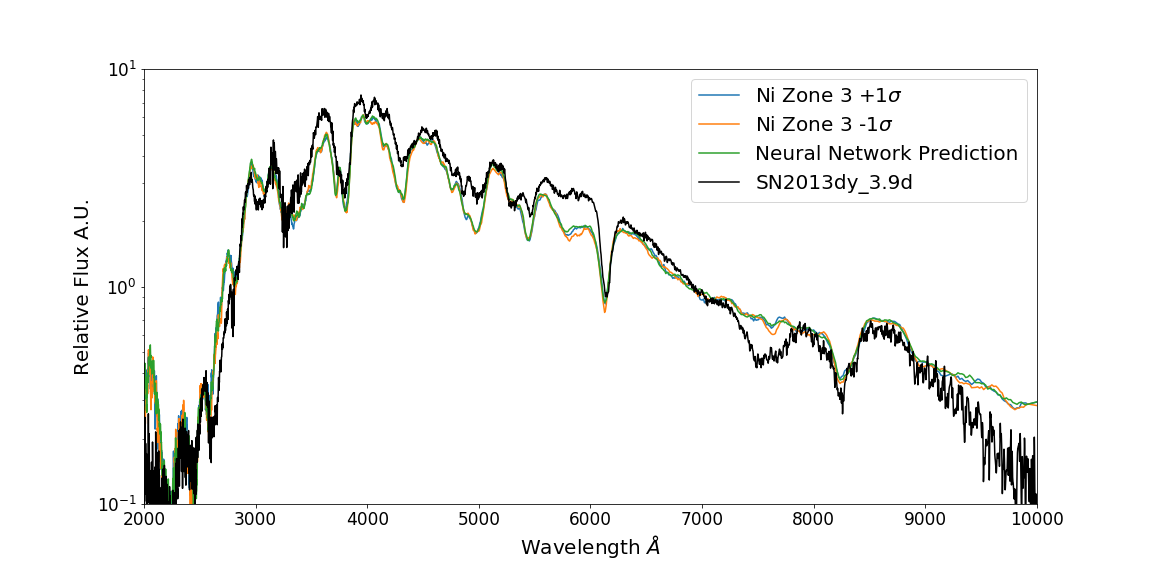 10¹
10⁰
10⁻¹
Relative Flux A.U.
Ni Zone 3 +1σ
Ni Zone 3 -1σ
Neural Network Prediction
SN2013dy_3.9d
2000 3000 4000 5000 6000 7000 8000 9000 10000
Wavelength Å